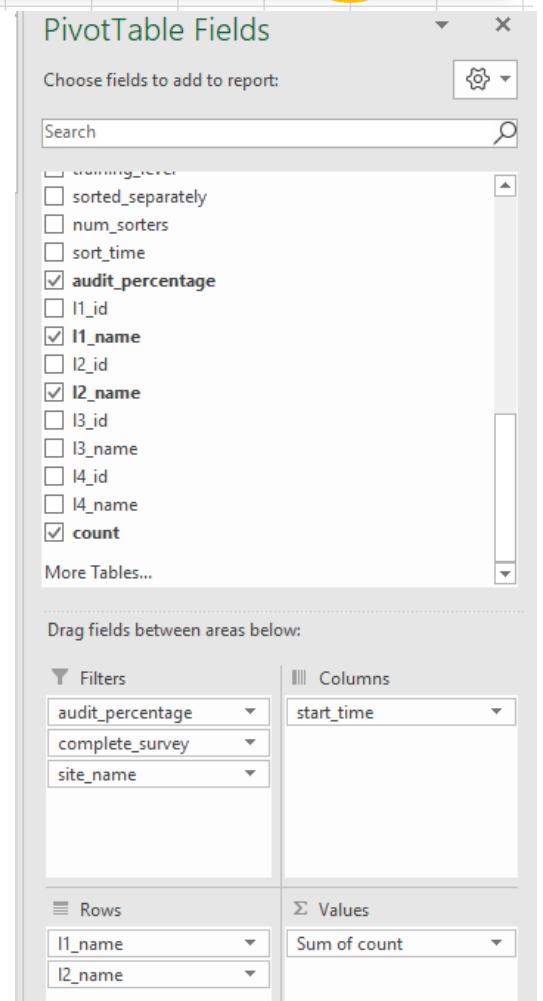 PivotTable Fields
Choose fields to add to report:
Search
training_level
sorted_separately
num_sorters
sort_time
audit_percentage
l1_id
l1_name
l2_id
l2_name
l3_id
l3_name
l4_id
l4_name
count
More Tables...
Drag fields between areas below:
Filters
Columns
audit_percentage
start_time
complete_survey
site_name
Rows
Σ Values
l1_name
Sum of count
l2_name